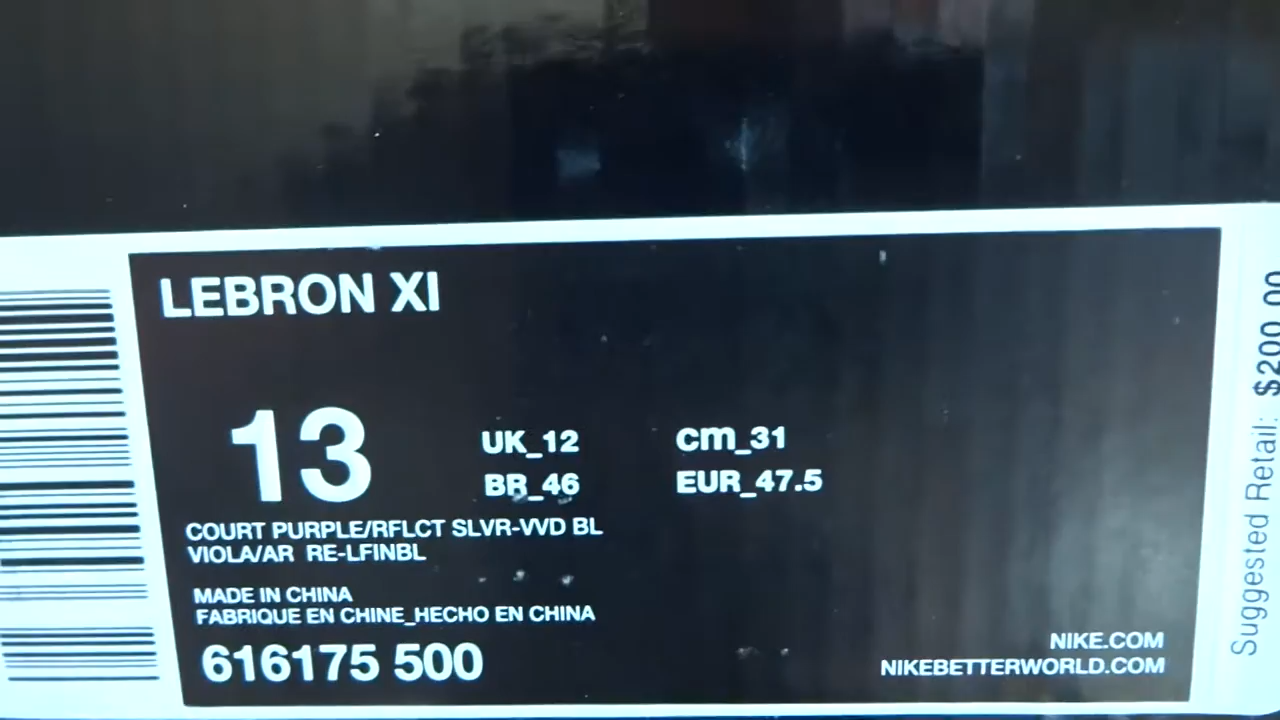 LEBRON XI
13
UK_12
cm_31
BR_46
EUR_47.5
COURT PURPLE/RFLCT SLVR-VVD BL
VIOLA/AR RE-LFINBL
MADE IN CHINA
FABRIQUE EN CHINE_HECHO EN CHINA
616175 500
NIKE.COM
NIKEBETTERWORLD.COM
Suggested Retail: $200.00